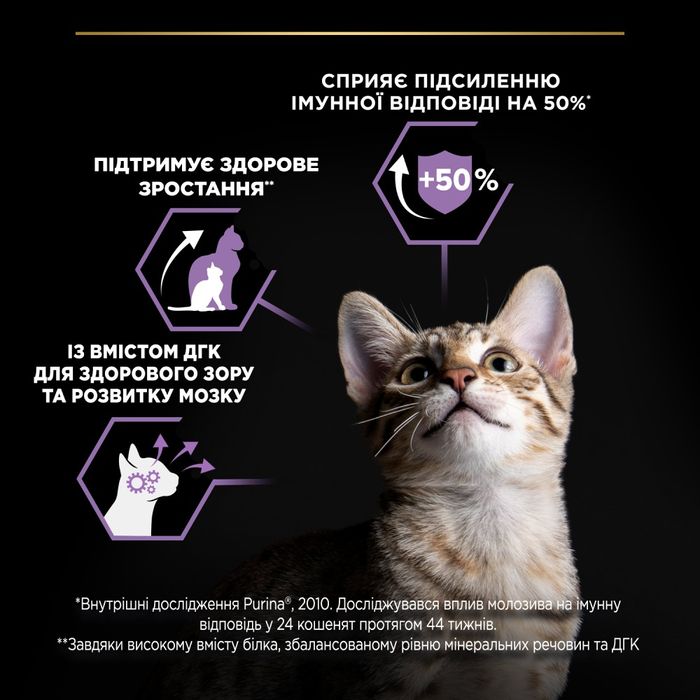 СПРИЯЄ ПІДСИЛЕННЮ
ІМУННОЇ ВІДПОВІДІ НА 50%*
+50%
ПІДТРИМУЄ ЗДОРОВЕ
ЗРОСТАННЯ**
ІЗ ВМІСТОМ ДГК
ДЛЯ ЗДОРОВОГО ЗОРУ
ТА РОЗВИТКУ МОЗКУ
*Внутрішні дослідження Purina®, 2010. Досліджувався вплив молозива на імунну
відповідь у 24 кошенят протягом 44 тижнів.
**Завдяки високому вмісту білка, збалансованому рівню мінеральних речовин та ДГК